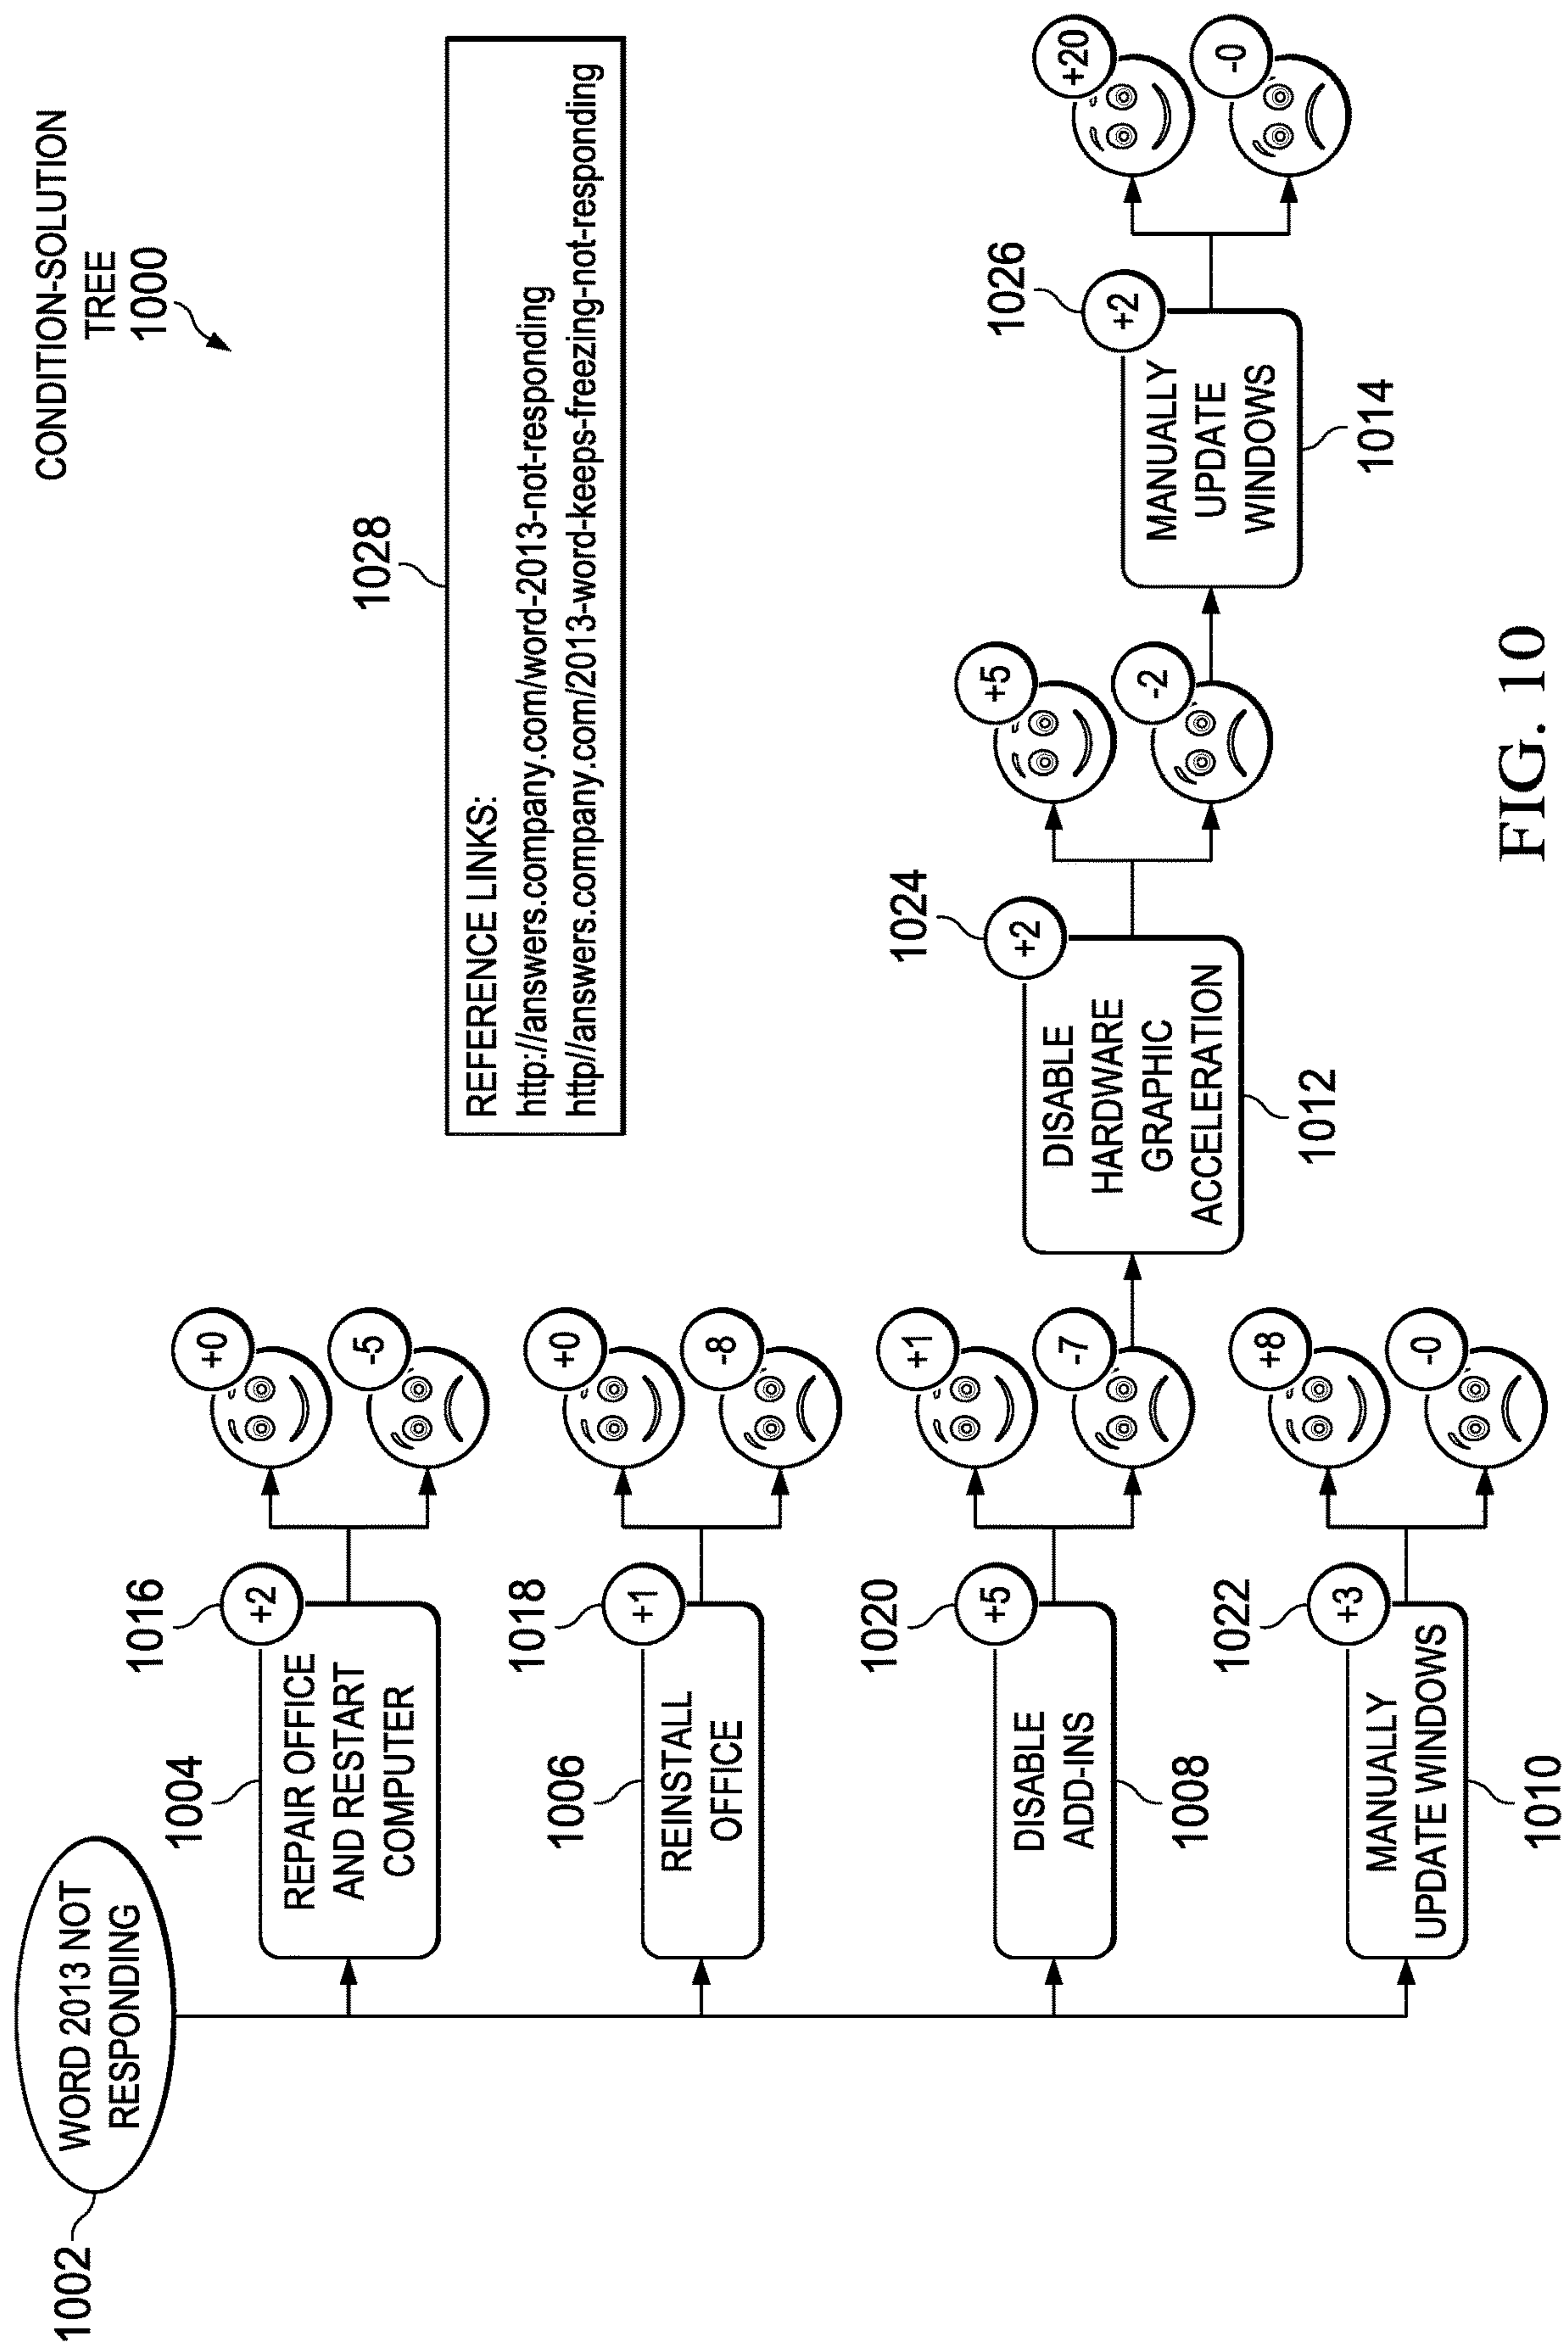 CONDITION-SOLUTION
TREE
1000
1002
WORD 2013 NOT
RESPONDING
1028
REFERENCE LINKS:
http://answers.company.com/word-2013-not-responding
http//answers.company.com/2013-word-keeps-freezing-not-responding
1004
REPAIR OFFICE
AND RESTART
COMPUTER
1016
+2
+0
-5
1006
REINSTALL
OFFICE
1018
+1
+0
-8
DISABLE
ADD-INS
1008
1020
+5
+1
-7
DISABLE
HARDWARE
GRAPHIC
ACCELERATION
1012
1024
+2
+5
-2
MANUALLY
UPDATE
WINDOWS
1014
1026
+2
+20
-0
MANUALLY
UPDATE WINDOWS
1010
1022
+3
+8
-0
FIG. 10